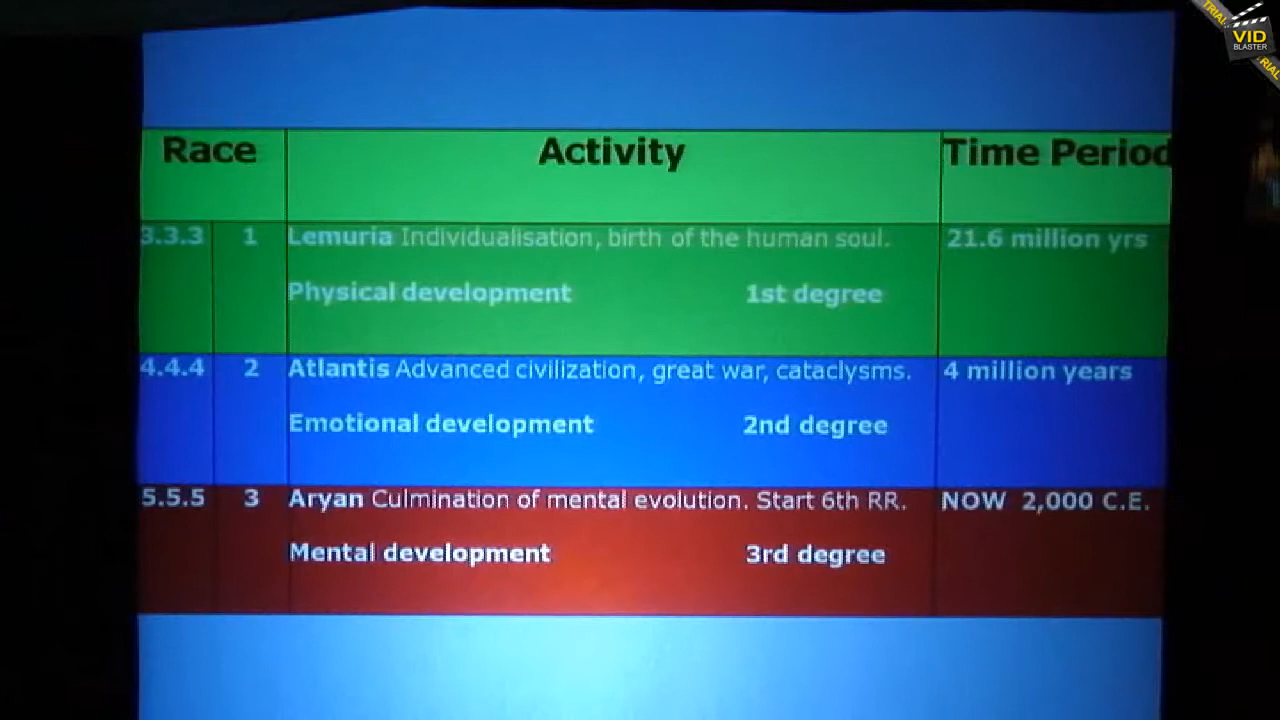 Race Activity Time Period
3.3.3 1 Lemuria Individualisation, birth of the human soul. 21.6 million yrs
Physical development 1st degree
4.4.4 2 Atlantis Advanced civilization, great war, cataclysms. 4 million years
Emotional development 2nd degree
5.5.5 3 Aryan Culmination of mental evolution. Start 6th RR. NOW 2,000 C.E.
Mental development 3rd degree
TRIAL
VID
BLASTER
TRIAL